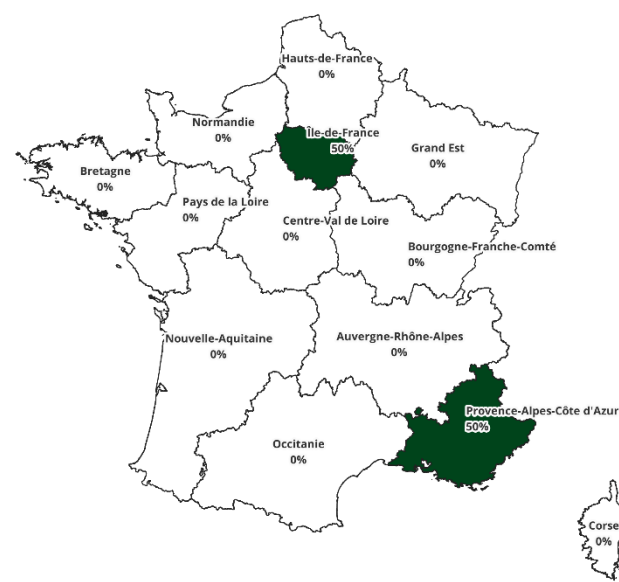 Hauts-de-France
0%
Normandie
0%
Île-de-France
50%
Grand Est
0%
Bretagne
0%
Pays de la Loire
0%
Centre-Val de Loire
0%
Bourgogne-Franche-Comté
0%
Nouvelle-Aquitaine
0%
Auvergne-Rhône-Alpes
0%
Provence-Alpes-Côte d'Azur
50%
Occitanie
0%
Corse
0%